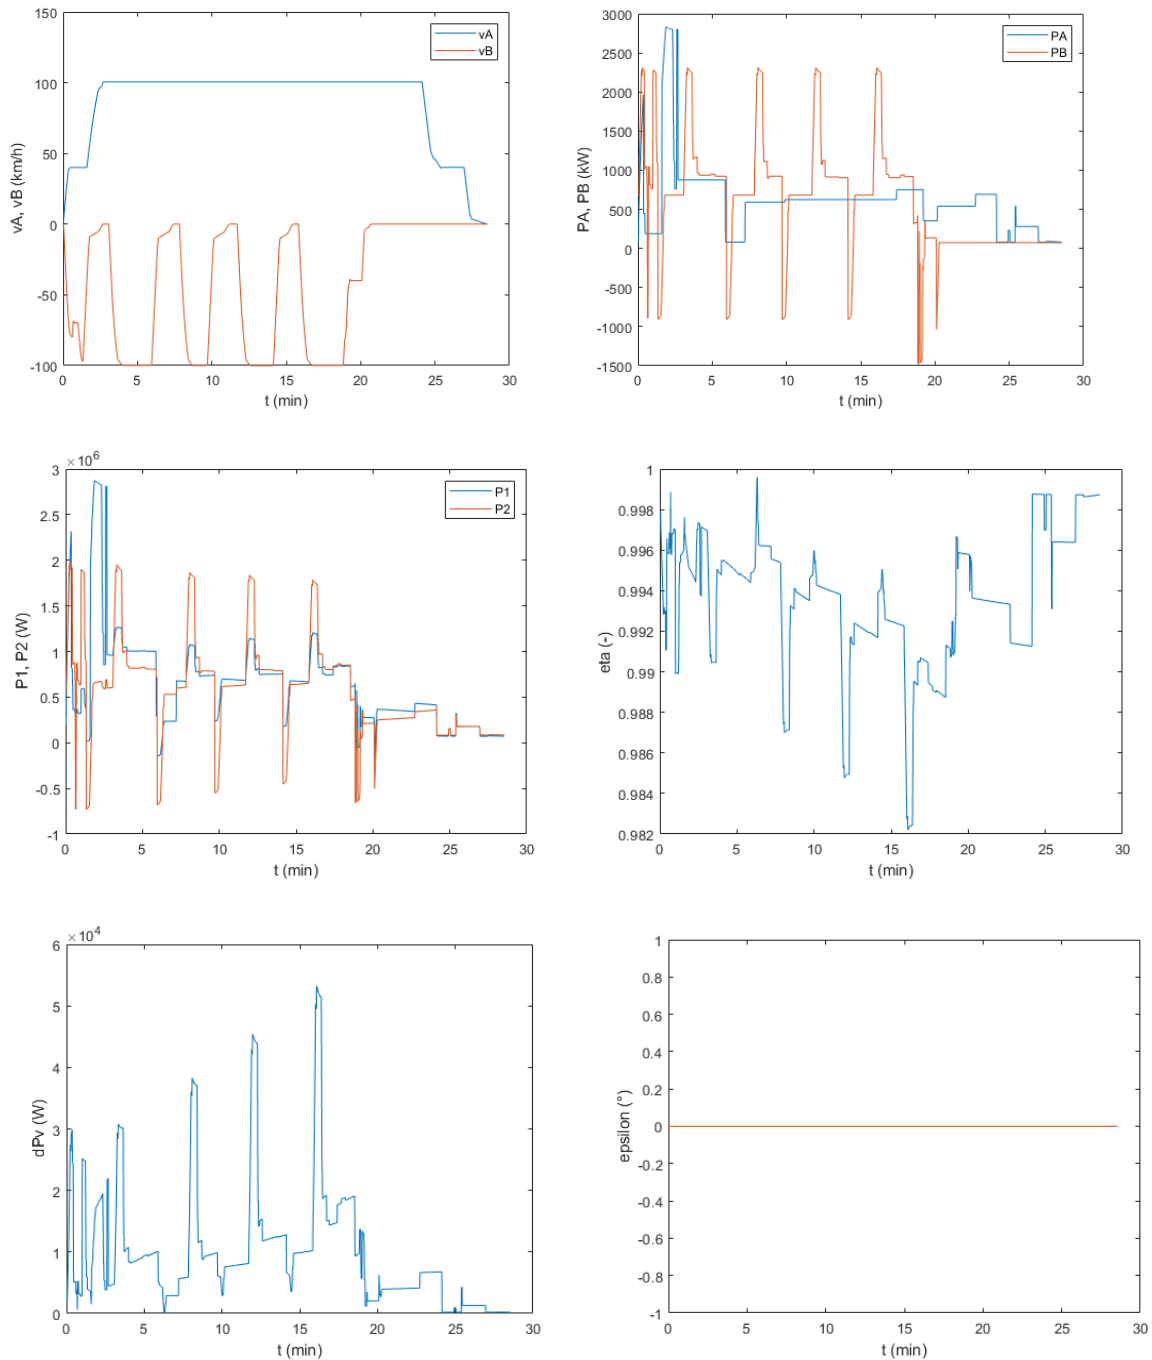 150
100
50
0
-50
-100
vA, vB (km/h)
vA
vB
0 5 10 15 20 25 30
t (min)
3000
2500
2000
1500
1000
500
0
-500
-1000
-1500
PA, PB (kW)
PA
PB
0 5 10 15 20 25 30
t (min)
×10⁶
3
2.5
2
1.5
1
0.5
0
-0.5
-1
P1, P2 (W)
P1
P2
0 5 10 15 20 25 30
t (min)
1
0.998
0.996
0.994
0.992
0.99
0.988
0.986
0.984
0.982
eta (-)
0 5 10 15 20 25 30
t (min)
×10⁴
6
5
4
3
2
1
0
dPv (W)
0 5 10 15 20 25 30
t (min)
1
0.8
0.6
0.4
0.2
0
-0.2
-0.4
-0.6
-0.8
-1
epsilon (°)
0 5 10 15 20 25 30
t (min)